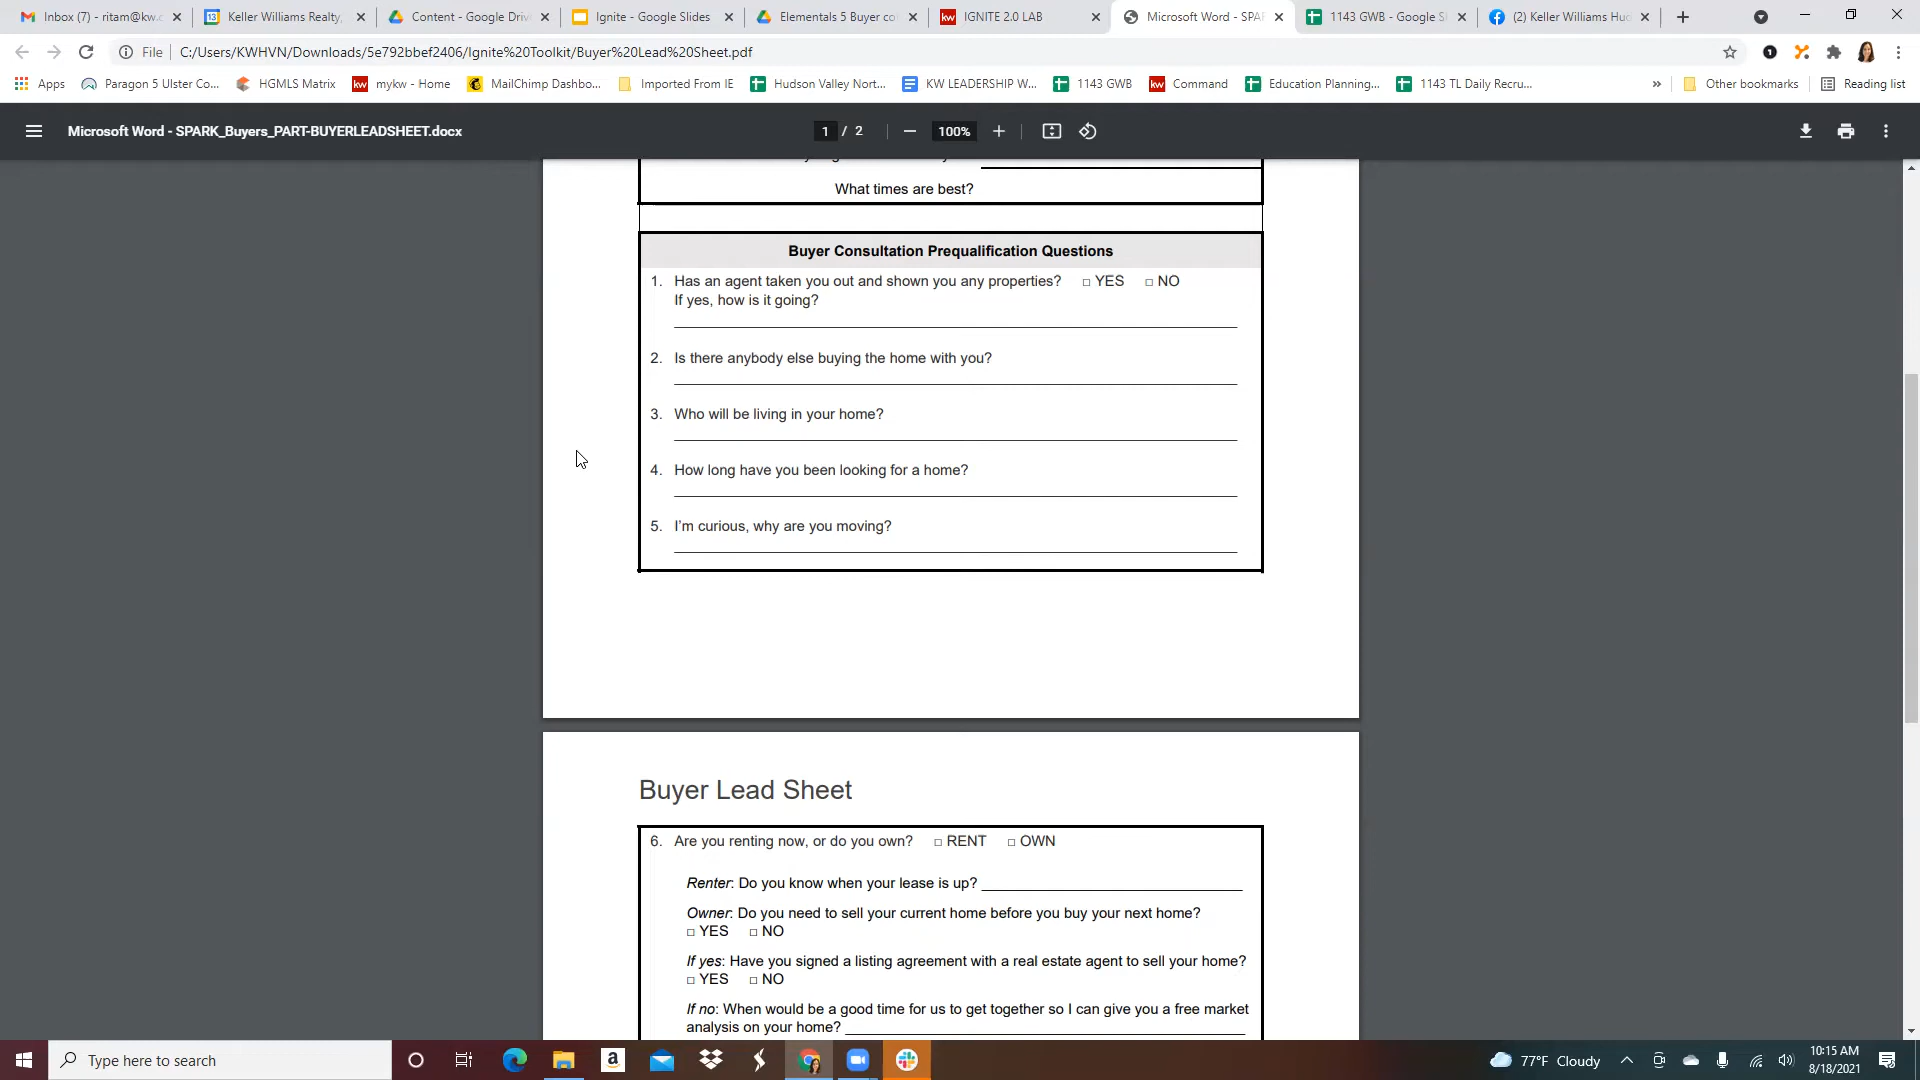 Inbox (7) - ritam@kw.c
Keller Williams Realty,
Content - Google Driv
Ignite - Google Slides
Elementals 5 Buyer co
kw IGNITE 2.0 LAB
Microsoft Word - SPA
1143 GWB - Google S
(2) Keller Williams Hud
File C:/Users/KWHVN/Downloads/5e792bbef2406/Ignite%20Toolkit/Buyer%20Lead%20Sheet.pdf
Apps
Paragon 5 Ulster Co...
HGMLS Matrix
kw mykw - Home
MailChimp Dashbo...
Imported From IE
Hudson Valley Nort...
KW LEADERSHIP W...
1143 GWB
kw Command
Education Planning...
1143 TL Daily Recru...
»
Other bookmarks
Reading list
Microsoft Word - SPARK_Buyers_PART-BUYERLEADSHEET.docx
1 / 2
100%
What times are best?
Buyer Consultation Prequalification Questions
1. Has an agent taken you out and shown you any properties? □ YES □ NO
If yes, how is it going?
2. Is there anybody else buying the home with you?
3. Who will be living in your home?
4. How long have you been looking for a home?
5. I'm curious, why are you moving?
Buyer Lead Sheet
6. Are you renting now, or do you own? □ RENT □ OWN
Renter: Do you know when your lease is up?
Owner: Do you need to sell your current home before you buy your next home?
□ YES □ NO
If yes: Have you signed a listing agreement with a real estate agent to sell your home?
□ YES □ NO
If no: When would be a good time for us to get together so I can give you a free market
analysis on your home?
Type here to search
77°F Cloudy
10:15 AM
8/18/2021